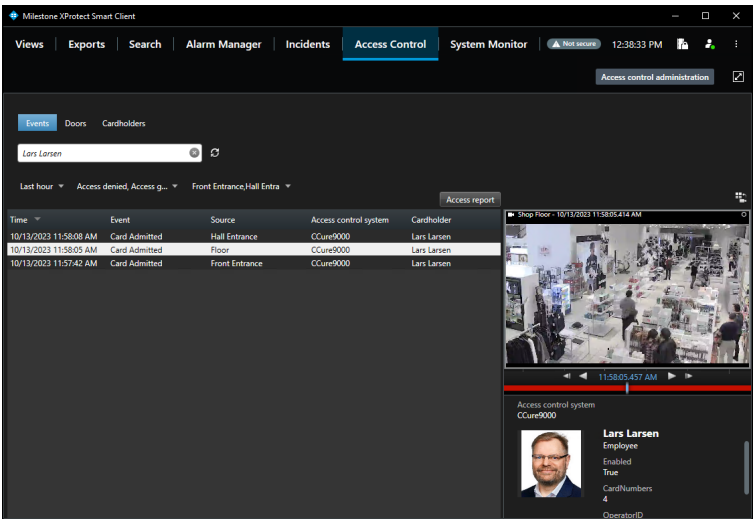 Milestone XProtect Smart Client
Views Exports Search Alarm Manager Incidents Access Control System Monitor Not secure 12:38:33 PM
Access control administration
Events Doors Cardholders
Lars Larsen
Last hour Access denied, Access g... Front Entrance,Hall Entra
Access report
Time Event Source Access control system Cardholder
10/13/2023 11:58:08 AM Card Admitted Hall Entrance CCure9000 Lars Larsen
10/13/2023 11:58:05 AM Card Admitted Floor CCure9000 Lars Larsen
10/13/2023 11:57:42 AM Card Admitted Front Entrance CCure9000 Lars Larsen
Shop Floor - 10/13/2023 11:58:05.414 AM
11:58:05.457 AM
Access control system
CCure9000
Lars Larsen
Employee
Enabled
True
CardNumbers
4
OperatorID